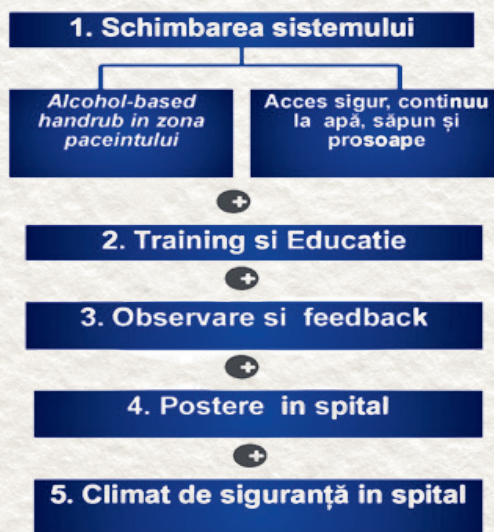 1. Schimbarea sistemului
Alcohol-based
handrub in zona
paceintului
Acces sigur, continuu
la apă, săpun și
prosoape
2. Training si Educatie
3. Observare si feedback
4. Postere in spital
5. Climat de siguranță in spital